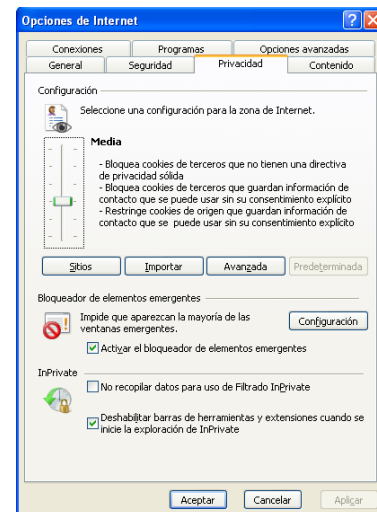 Opciones de Internet
Conexiones Programas Opciones avanzadas
General Seguridad Privacidad Contenido
Configuración
Seleccione una configuración para la zona de Internet.
Media
- Bloquea cookies de terceros que no tienen una directiva
de privacidad sólida
- Bloquea cookies de terceros que guardan información de
contacto que se puede usar sin su consentimiento explícito
- Restringe cookies de origen que guardan información de
contacto que se puede usar sin su consentimiento explícito
Sitios Importar Avanzada Predeterminada
Bloqueador de elementos emergentes
Impide que aparezcan la mayoría de las
ventanas emergentes.
Configuración
Activar el bloqueador de elementos emergentes
InPrivate
No recopilar datos para uso de Filtrado InPrivate
Deshabilitar barras de herramientas y extensiones cuando se
inicie la exploración de InPrivate
Aceptar Cancelar Aplicar